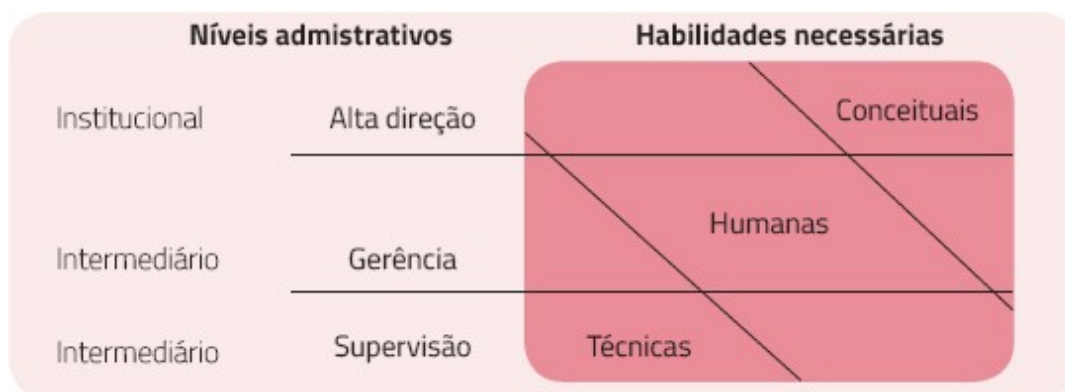 Níveis admistrativos Habilidades necessárias
Institucional Alta direção Conceituais
Humanas
Intermediário Gerência
Intermediário Supervisão Técnicas